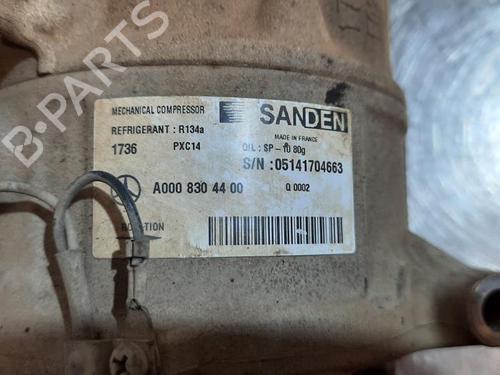 B-PARTS
MECHANICAL COMPRESSOR
SANDEN
REFRIGERANT : R134a
MADE IN FRANCE
1736 PXC14
OIL : SP-10 80g
S/N : 05141704663
A000 830 44 00
Q 0002